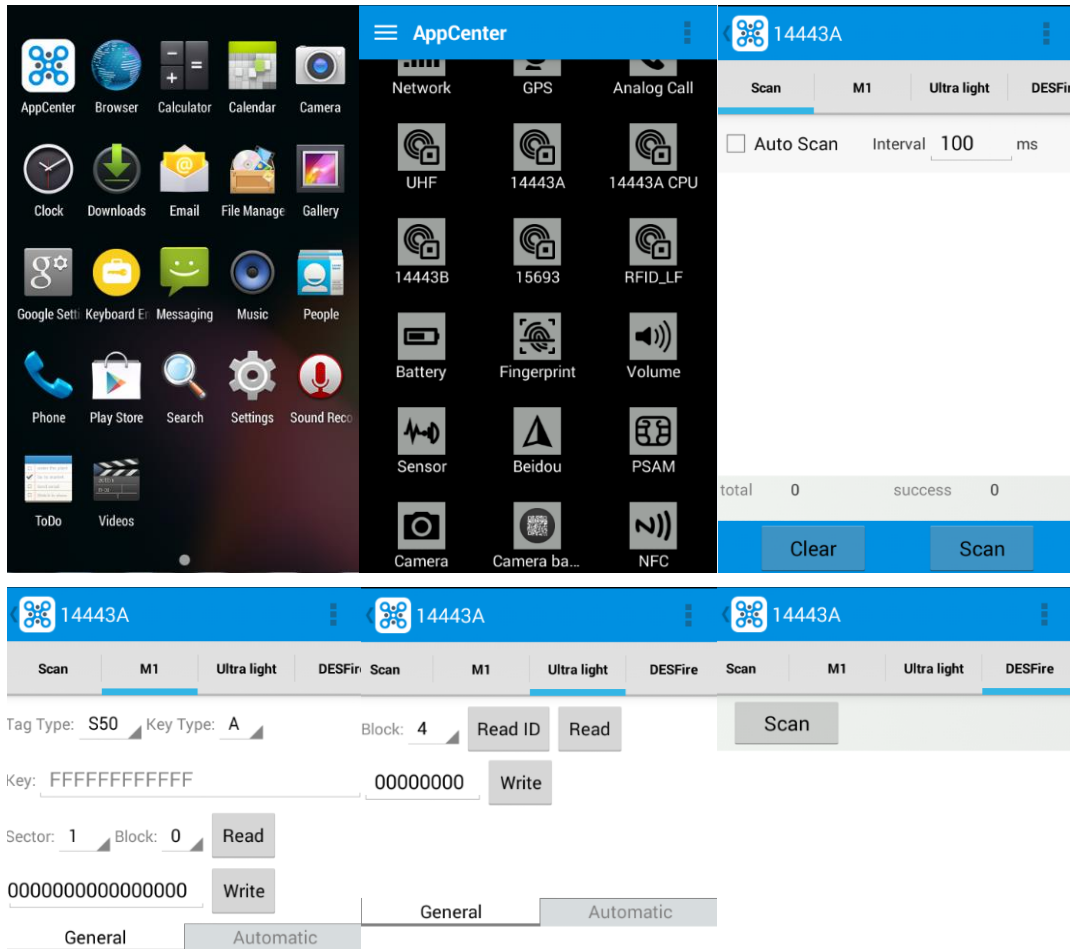 AppCenter Browser Calculator Calendar Camera
Clock Downloads Email File Manage Gallery
Google Setti Keyboard En Messaging Music People
Phone Play Store Search Settings Sound Reco
ToDo Videos
AppCenter
Network GPS Analog Call
UHF 14443A 14443A CPU
14443B 15693 RFID_LF
Battery Fingerprint Volume
Sensor Beidou PSAM
Camera Camera ba... NFC
14443A
Scan M1 Ultra light DESFi
Auto Scan Interval 100 ms
total 0 success 0
Clear Scan
14443A
Scan M1 Ultra light DESFir
Tag Type: S50 Key Type: A
Key: FFFFFFFFFFFF
Sector: 1 Block: 0 Read
0000000000000000 Write
General Automatic
14443A
Scan M1 Ultra light DESFire
Block: 4 Read ID Read
00000000 Write
General Automatic
14443A
Scan M1 Ultra light DESFire
Scan